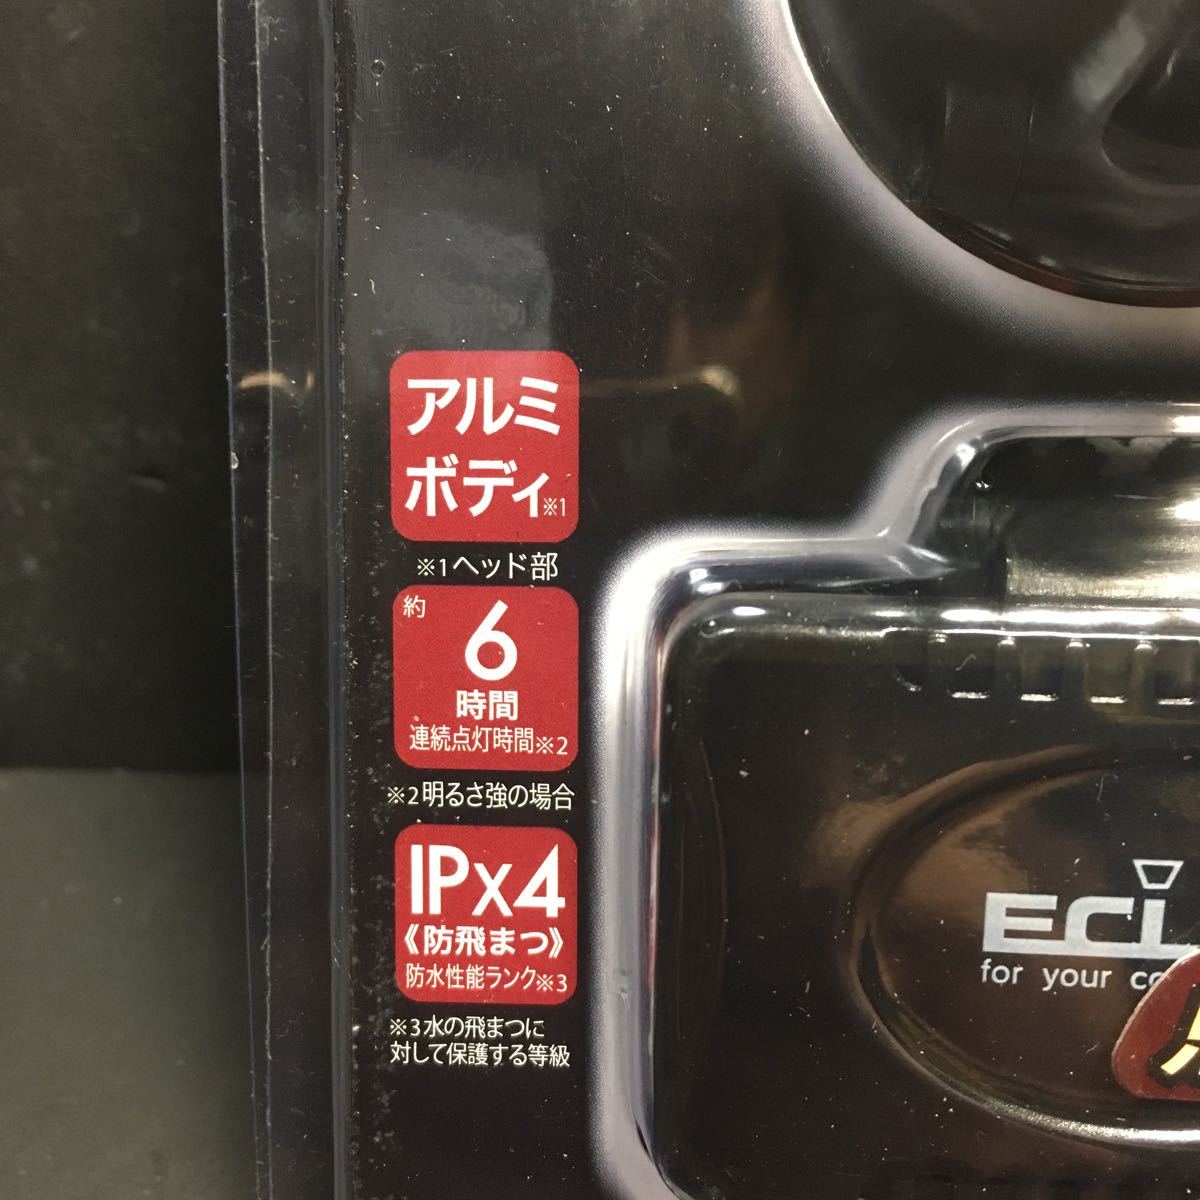 アルミ
ボディ※1
※1ヘッド部
約
6
時間
連続点灯時間※2
※2明るさ強の場合
IPx4
《防飛まつ》
防水性能ランク※3
※3水の飛まつに
対して保護する等級
for your